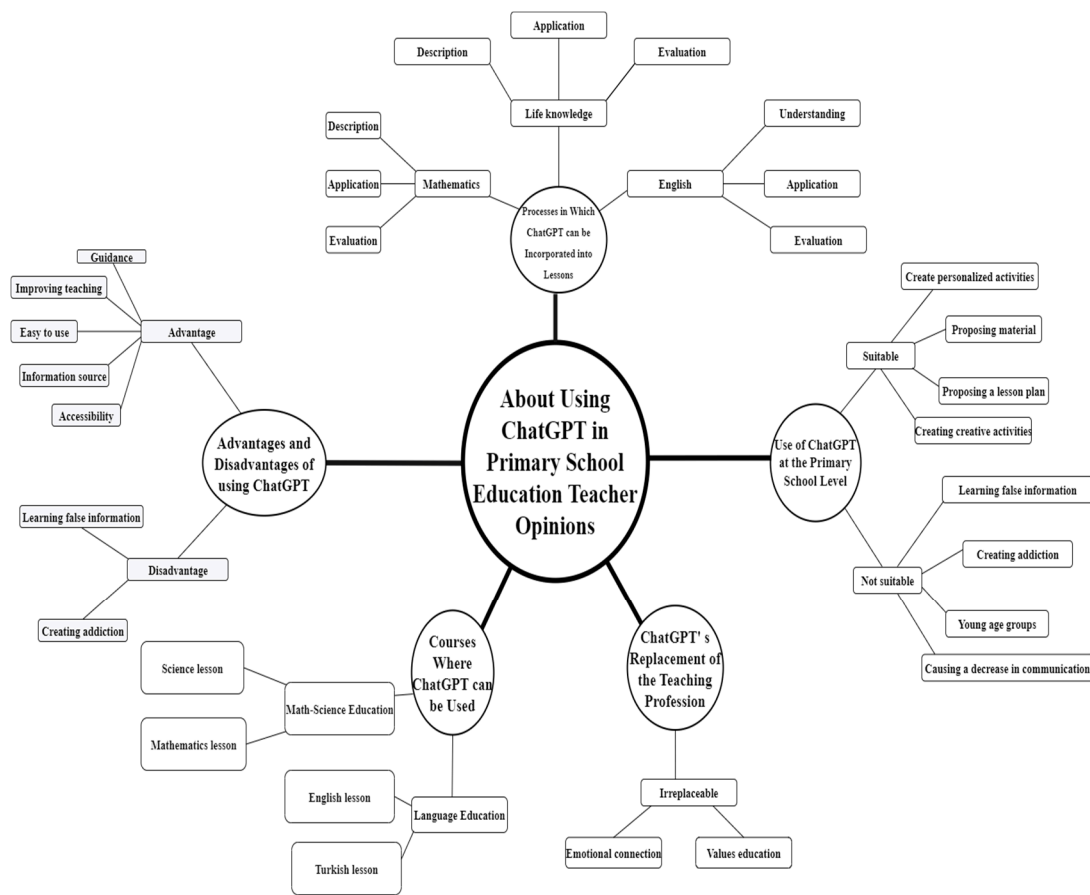 Application
Description
Evaluation
Life knowledge
Understanding
Description
Application
Mathematics
English
Application
Evaluation
Evaluation
Processes in Which
ChatGPT can be
Incorporated into
Lessons
Guidance
Improving teaching
Easy to use
Advantage
Information source
Accessibility
Advantages and
Disadvantages of
using ChatGPT
Learning false information
Disadvantage
Creating addiction
About Using
ChatGPT in
Primary School
Education Teacher
Opinions
Create personalized activities
Proposing material
Suitable
Proposing a lesson plan
Creating creative activities
Use of ChatGPT
at the Primary
School Level
Learning false information
Creating addiction
Not suitable
Young age groups
Causing a decrease in communication
Courses
Where
ChatGPT can
be Used
Science lesson
Math-Science Education
Mathematics lesson
English lesson
Language Education
Turkish lesson
ChatGPT' s
Replacement of
the Teaching
Profession
Irreplaceable
Emotional connection
Values education